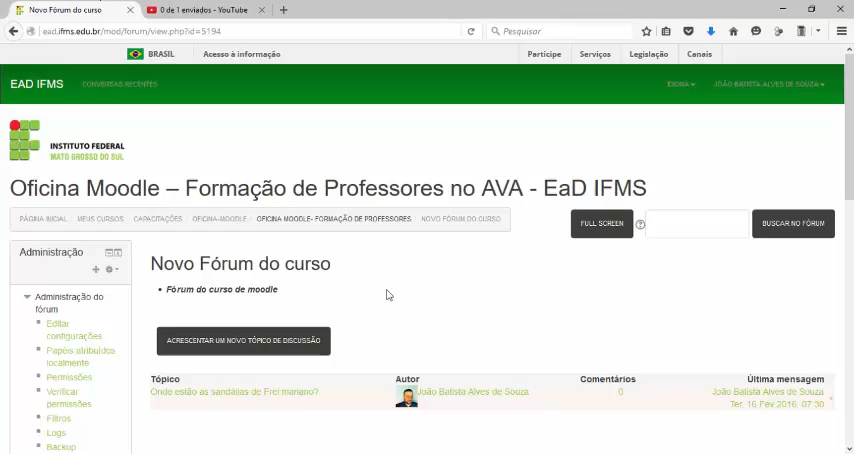 Novo Fórum do curso
0 de 1 enviados - YouTube
ead.ifms.edu.br/mod/forum/view.php?id=5194
Pesquisar
BRASIL
Acesso à informação
Participe
Serviços
Legislação
Canais
EAD IFMS
CONVERSAS RECENTES
IDIOMA
JOÃO BATISTA ALVES DE SOUZA
INSTITUTO FEDERAL
MATO GROSSO DO SUL
Oficina Moodle – Formação de Professores no AVA - EaD IFMS
PÁGINA INICIAL / MEUS CURSOS / CAPACITAÇÕES / OFICINA-MOODLE / OFICINA MOODLE- FORMAÇÃO DE PROFESSORES / NOVO FÓRUM DO CURSO
FULL SCREEN
BUSCAR NO FÓRUM
Administração
Administração do
fórum
Editar
configurações
Papéis atribuídos
localmente
Permissões
Verificar
permissões
Filtros
Logs
Backup
Novo Fórum do curso
• Fórum do curso de moodle
ACRESCENTAR UM NOVO TÓPICO DE DISCUSSÃO
Tópico Autor Comentários Última mensagem
Onde estão as sandálias de Frei mariano? João Batista Alves de Souza 0 João Batista Alves de Souza
Ter, 16 Fev 2016, 07:30